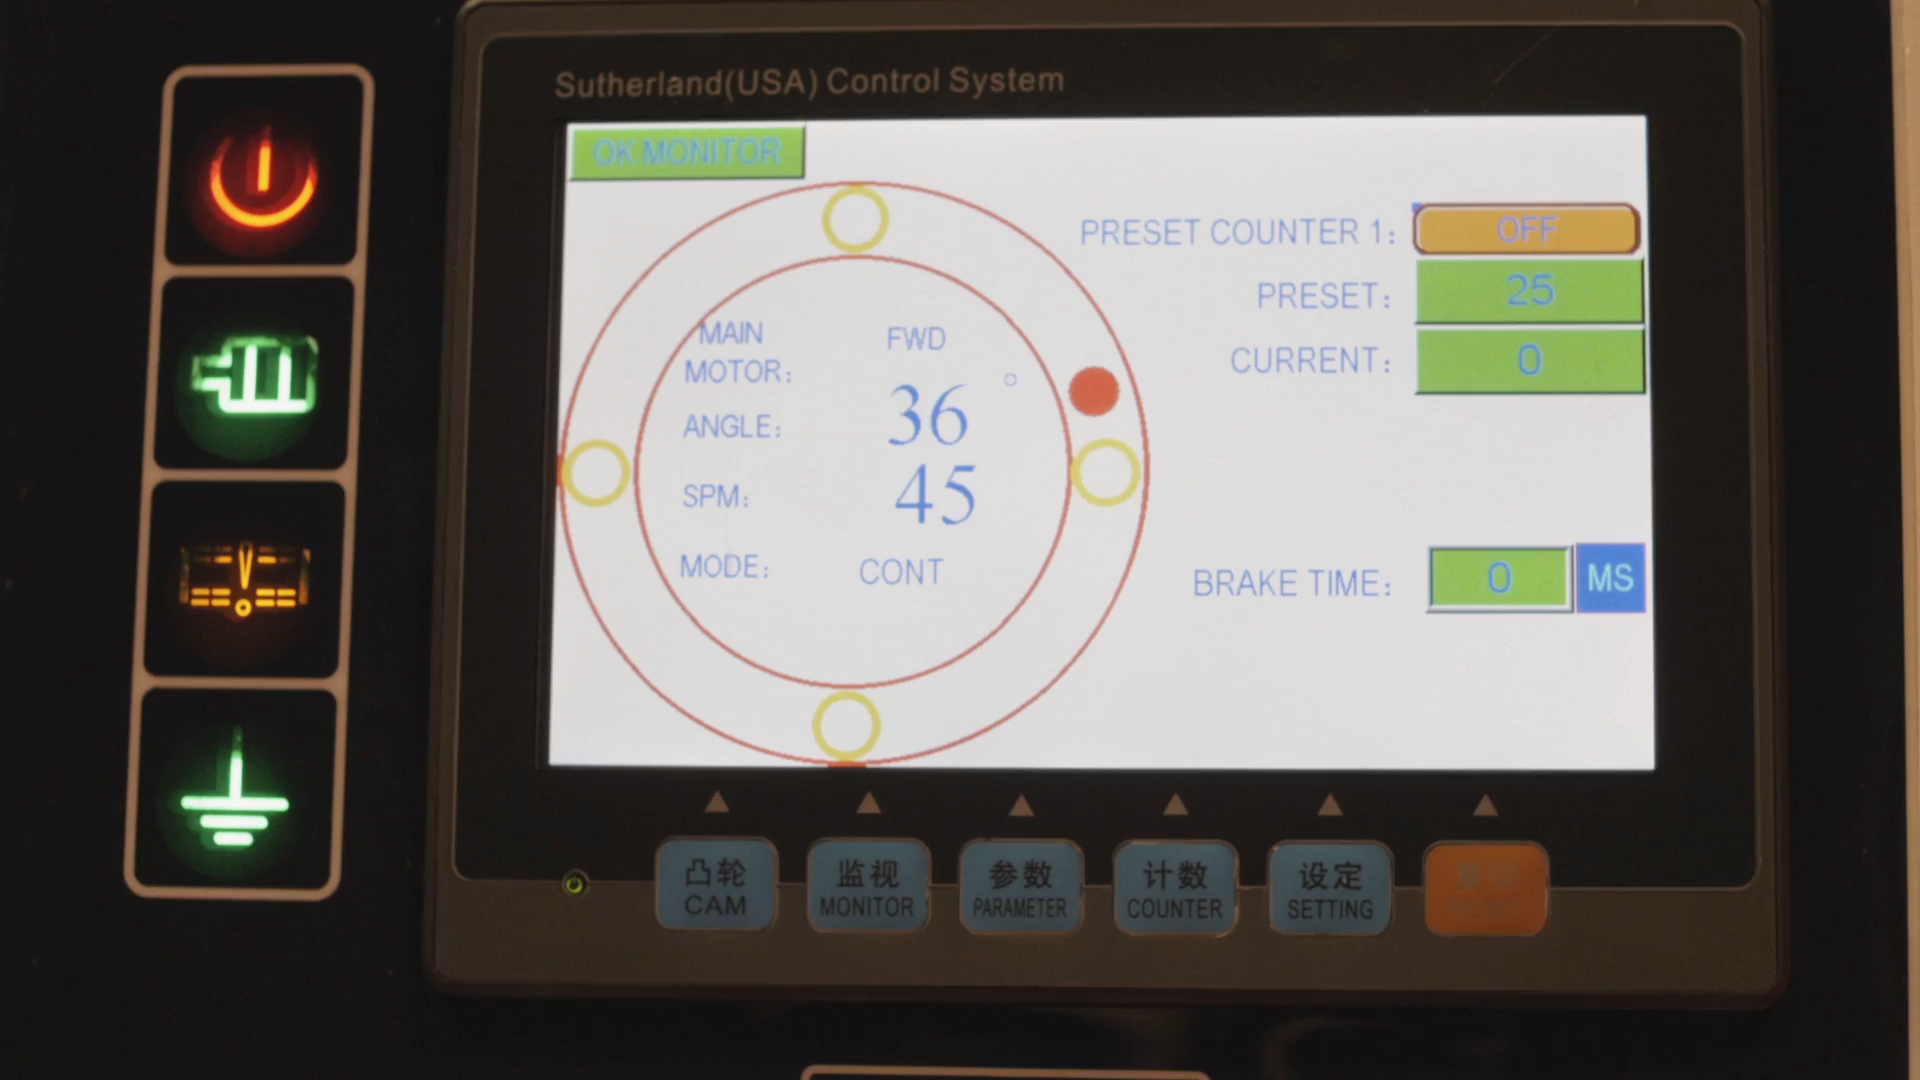 Sutherland(USA) Control System
OK MONITOR
PRESET COUNTER 1: OFF
PRESET: 25
CURRENT: 0
MAIN
MOTOR: FWD
ANGLE: 36 °
SPM: 45
MODE: CONT
BRAKE TIME: 0 MS
凸轮
CAM
监视
MONITOR
参数
PARAMETER
计数
COUNTER
设定
SETTING